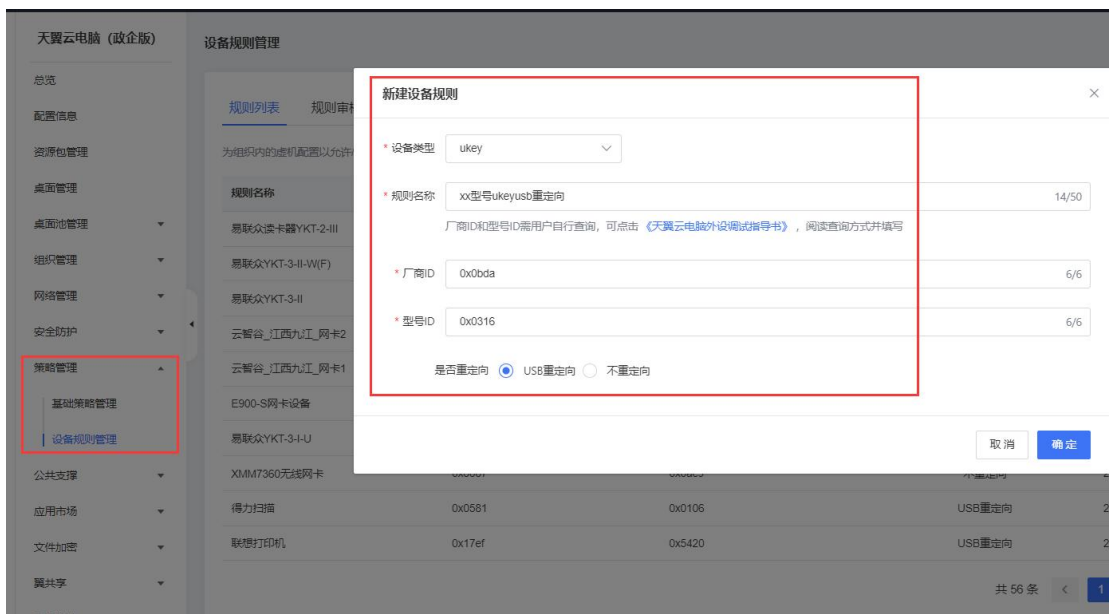 天翼云电脑（政企版）
设备规则管理
总览
配置信息
资源包管理
桌面管理
桌面池管理
组织管理
网络管理
安全防护
策略管理
基础策略管理
设备规则管理
公共支撑
应用市场
文件加密
翼共享
规则列表 规则审
为组织内的虚机配置以允许
规则名称
易联众读卡器YKT-2-III
易联众YKT-3-II-W(F)
易联众YKT-3-II
云智谷_江西九江_网卡2
云智谷_江西九江_网卡1
E900-S网卡设备
易联众YKT-3-I-U
XMM7360无线网卡
得力扫描 0x0581 0x0106 USB重定向 2
联想打印机 0x17ef 0x5420 USB重定向 2
共 56 条 < 1
新建设备规则
* 设备类型 ukey
* 规则名称 xx型号ukeyusb重定向 14/50
厂商ID和型号ID需用户自行查询，可点击《天翼云电脑外设调试指导书》，阅读查询方式并填写
* 厂商ID 0x0bda 6/6
* 型号ID 0x0316 6/6
是否重定向 USB重定向 不重定向
取消 确定